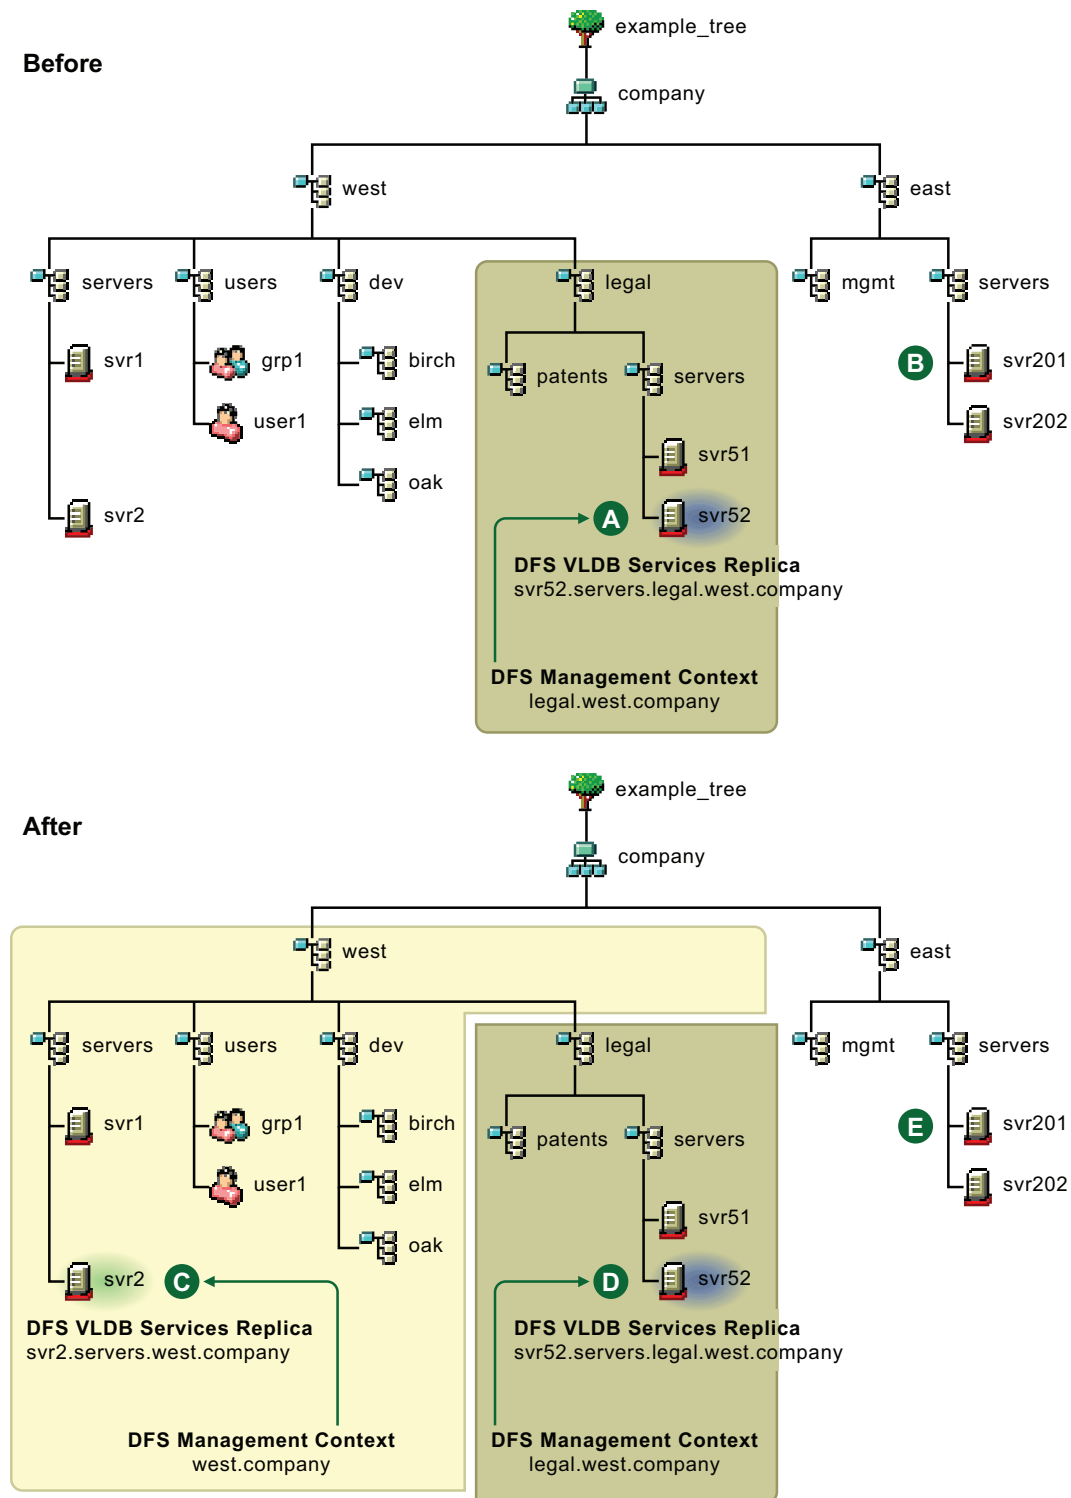 example_tree
Before
company
west
east
servers
users
dev
legal
mgmt
servers
svr1
grp1
birch
patents
servers
B
svr201
user1
elm
svr202
svr51
oak
svr2
A
svr52
DFS VLDB Services Replica
svr52.servers.legal.west.company
DFS Management Context
legal.west.company
example_tree
After
company
west
east
servers
users
dev
legal
mgmt
servers
svr1
grp1
birch
patents
servers
E
svr201
user1
elm
svr202
svr51
oak
svr2
C
D
svr52
DFS VLDB Services Replica
svr2.servers.west.company
DFS VLDB Services Replica
svr52.servers.legal.west.company
DFS Management Context
west.company
DFS Management Context
legal.west.company